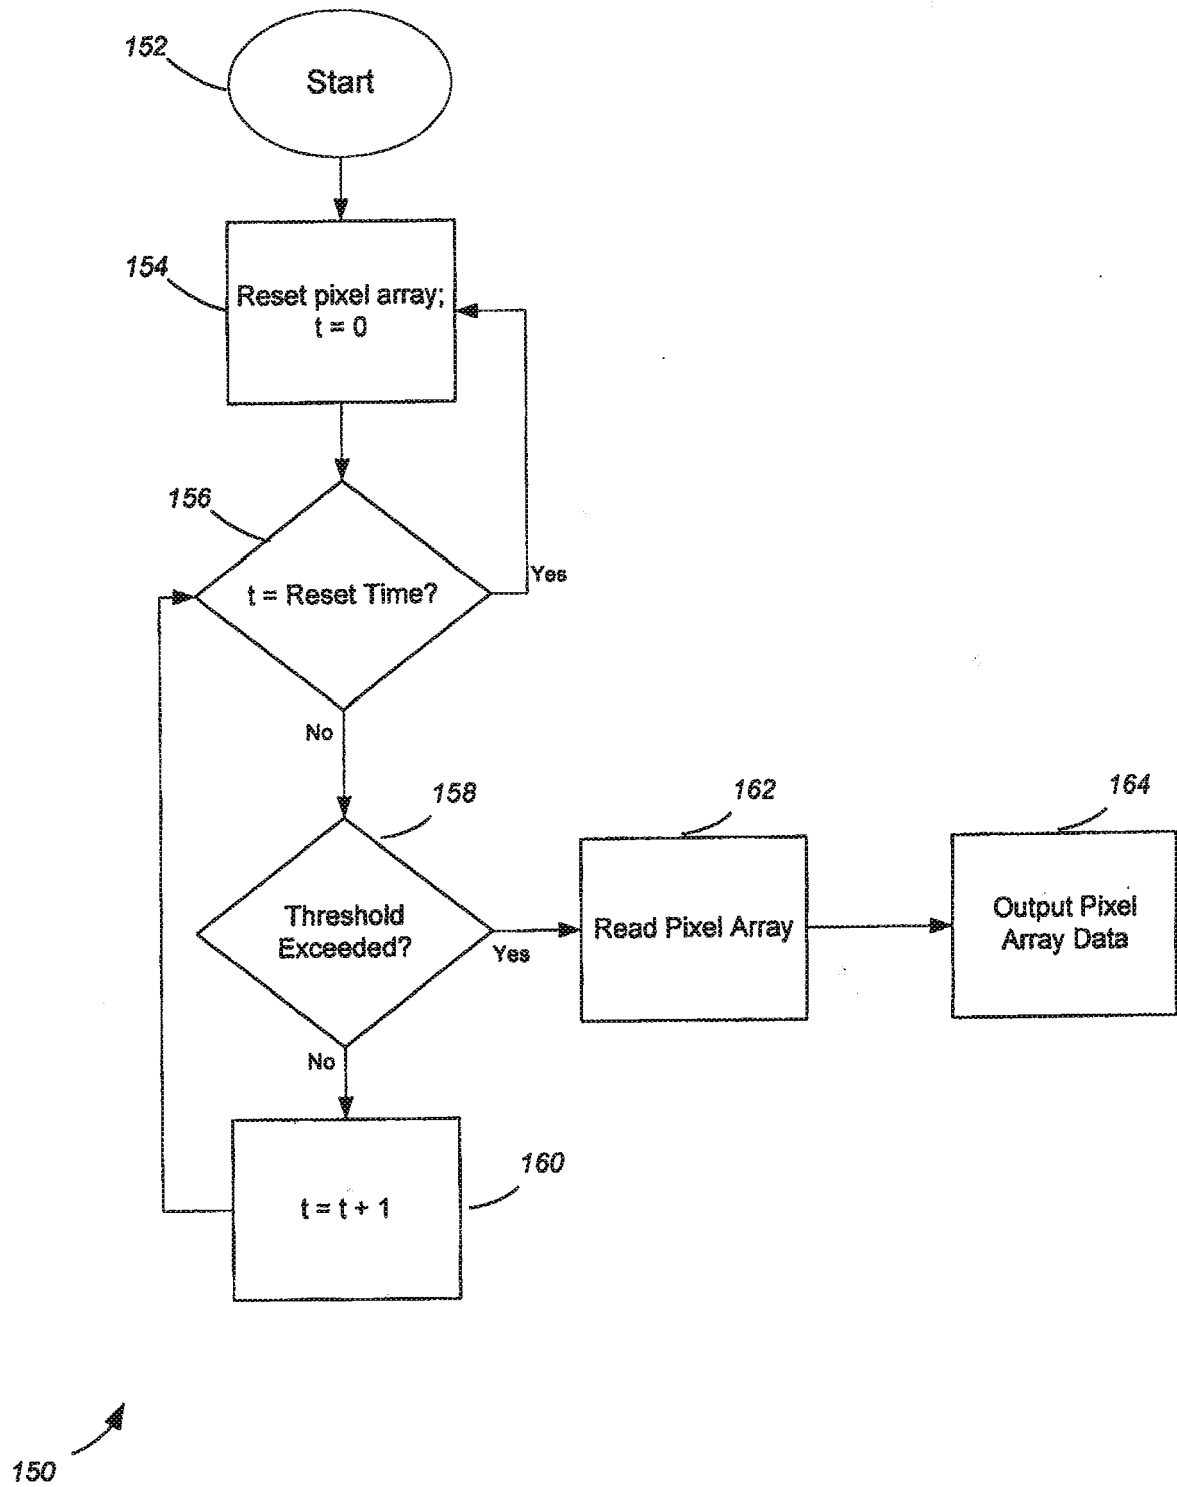 152
Start
154
Reset pixel array;
t = 0
156
t = Reset Time?
Yes
No
158
Threshold
Exceeded?
Yes
162
Read Pixel Array
164
Output Pixel
Array Data
No
160
t = t + 1
150